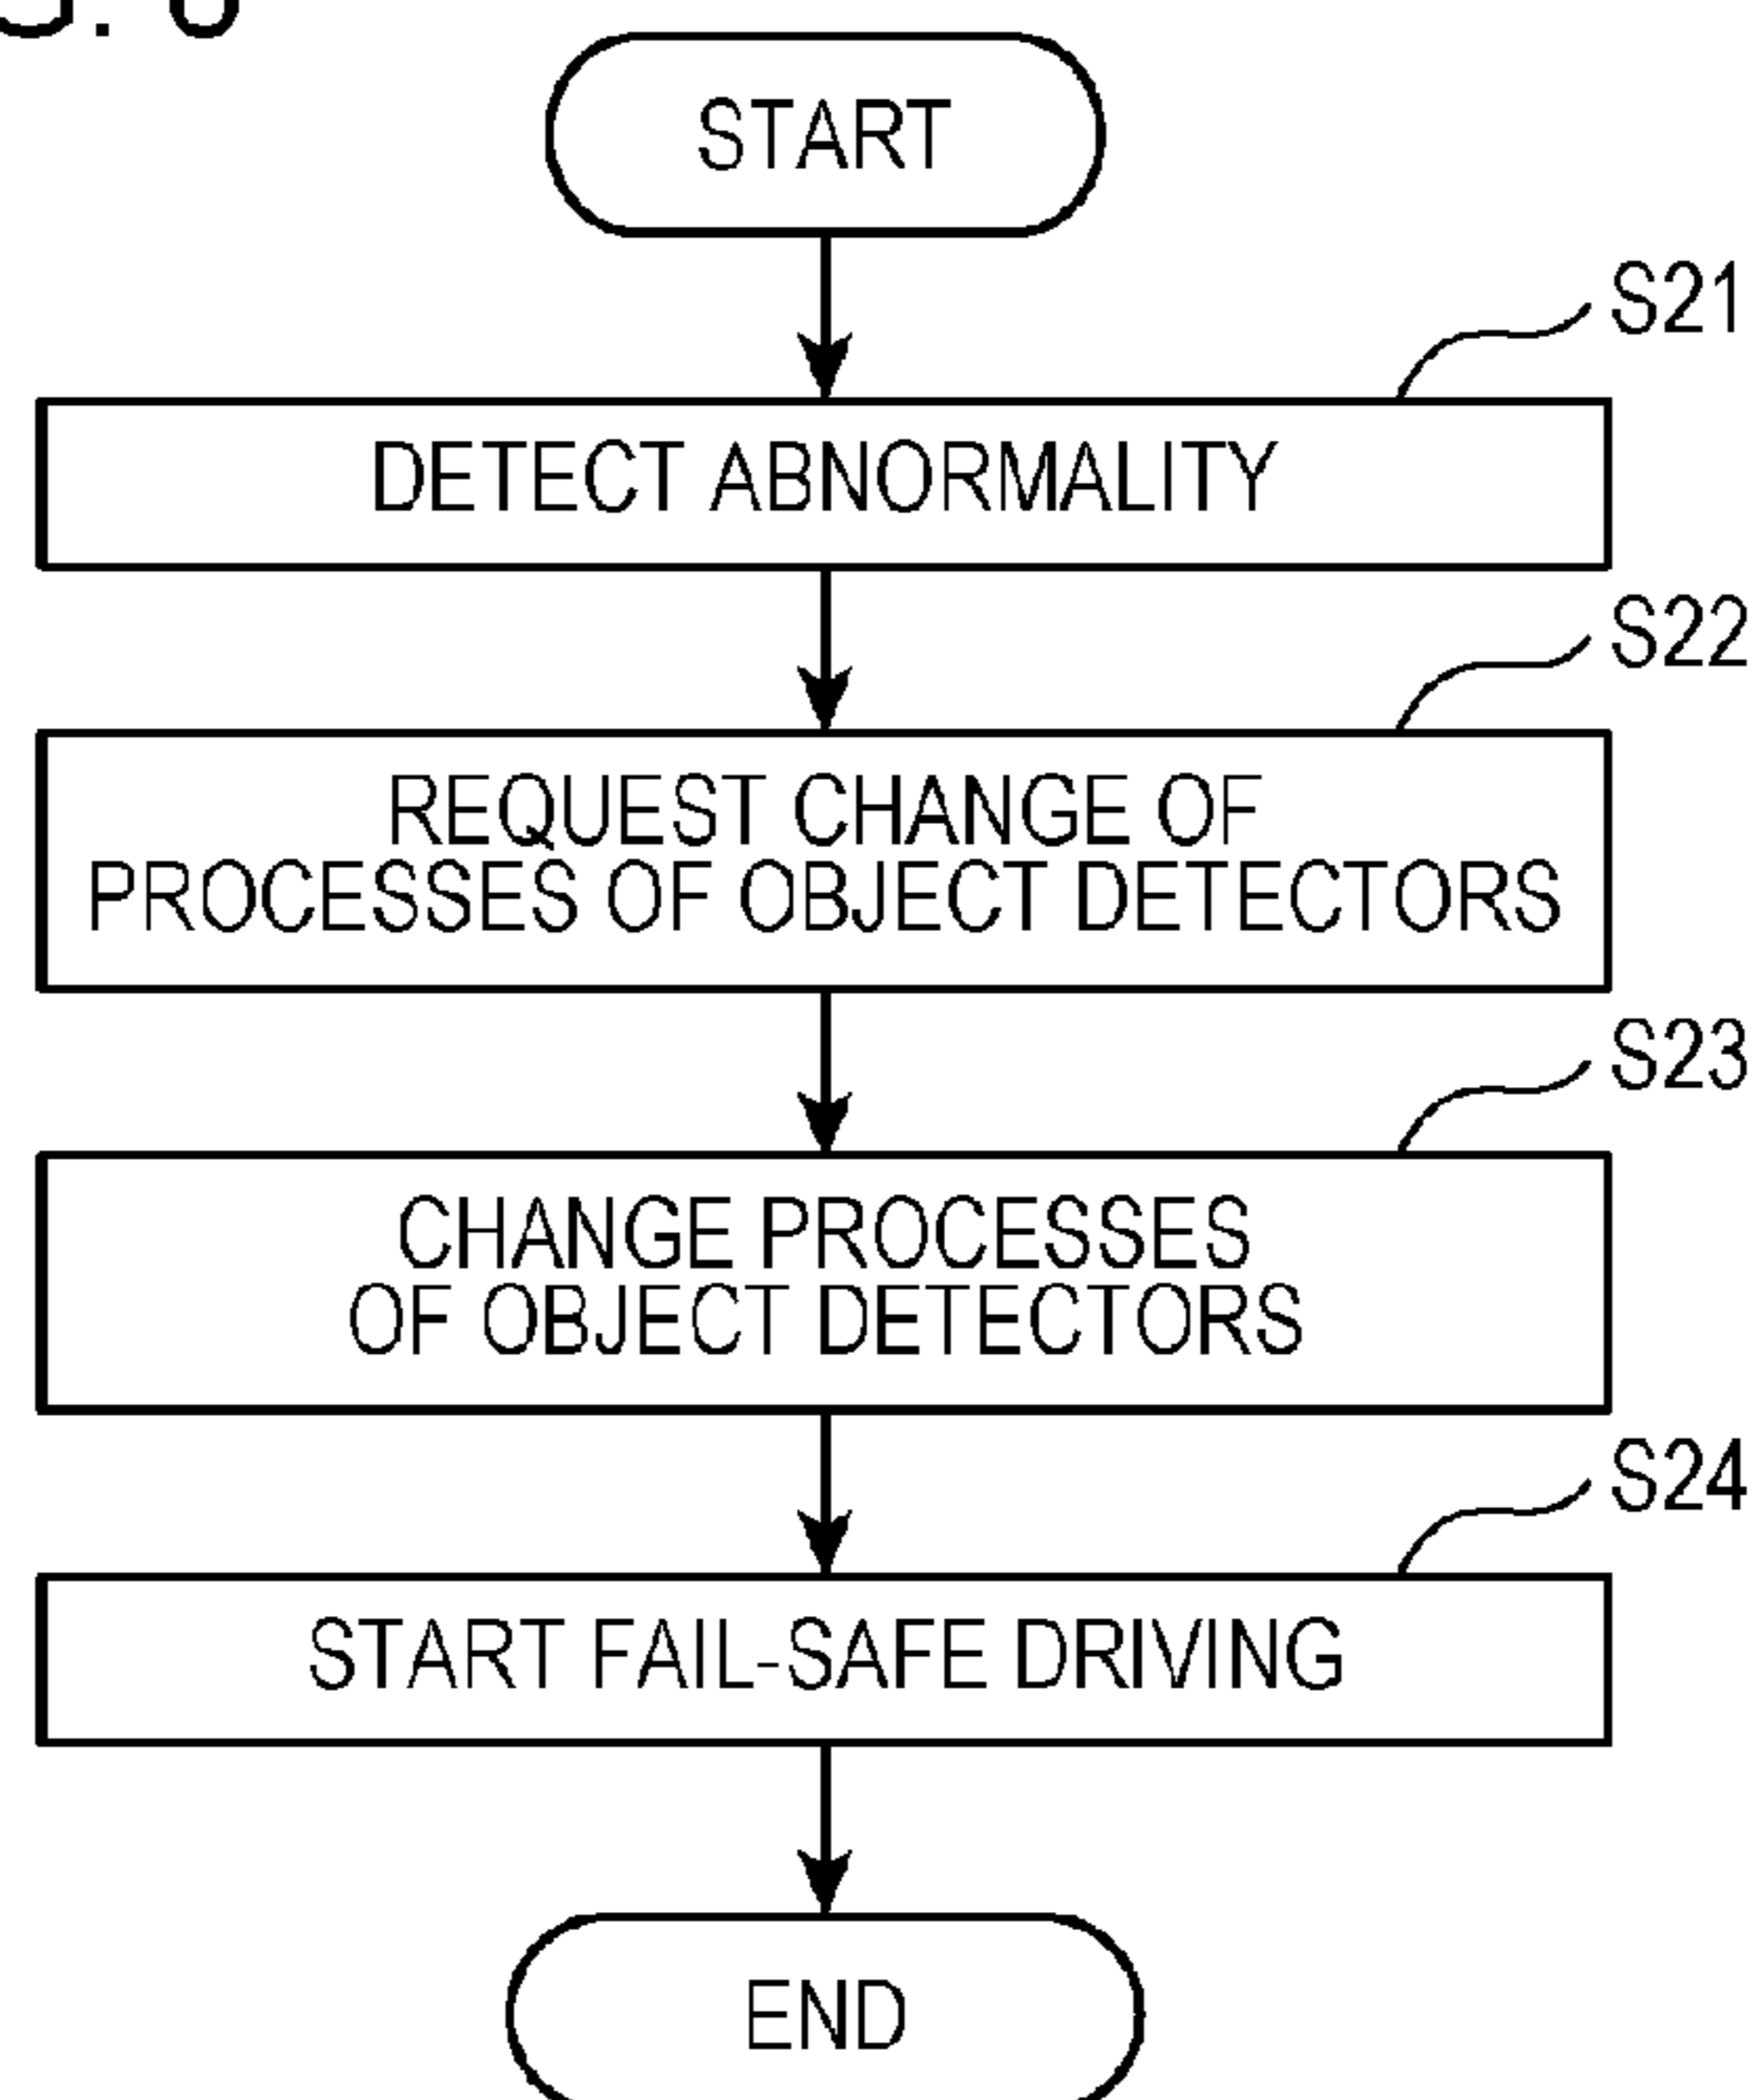 START
S21
DETECT ABNORMALITY
S22
REQUEST CHANGE OF
PROCESSES OF OBJECT DETECTORS
S23
CHANGE PROCESSES
OF OBJECT DETECTORS
S24
START FAIL-SAFE DRIVING
END